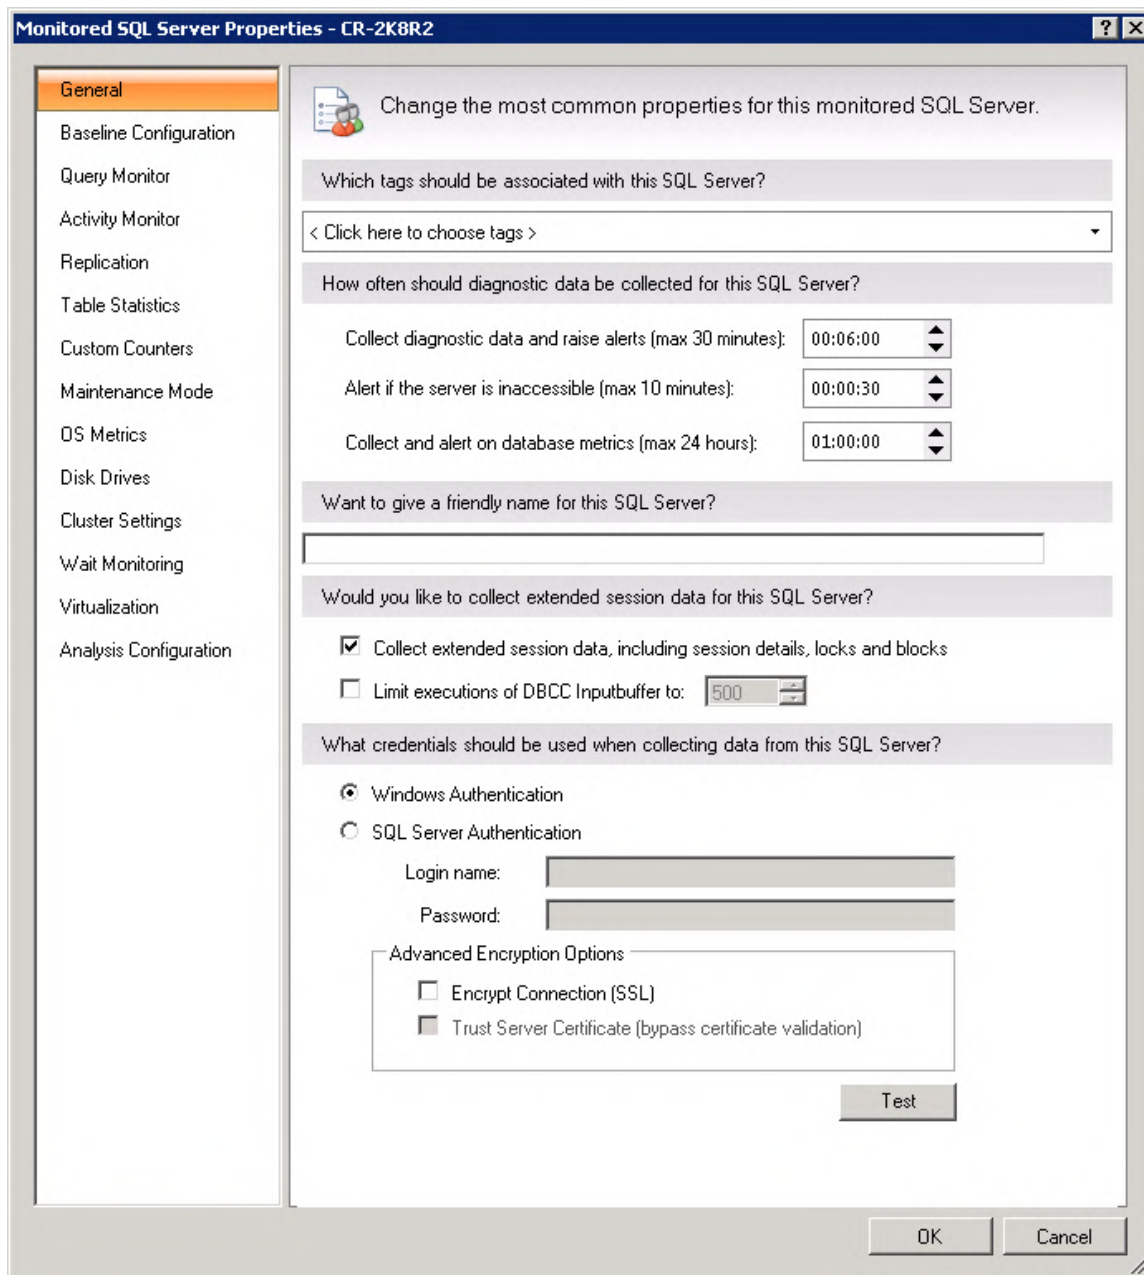 Monitored SQL Server Properties - CR-2K8R2
General
Baseline Configuration
Query Monitor
Activity Monitor
Replication
Table Statistics
Custom Counters
Maintenance Mode
OS Metrics
Disk Drives
Cluster Settings
Wait Monitoring
Virtualization
Analysis Configuration
Change the most common properties for this monitored SQL Server.
Which tags should be associated with this SQL Server?
< Click here to choose tags >
How often should diagnostic data be collected for this SQL Server?
Collect diagnostic data and raise alerts (max 30 minutes): 00:06:00
Alert if the server is inaccessible (max 10 minutes): 00:00:30
Collect and alert on database metrics (max 24 hours): 01:00:00
Want to give a friendly name for this SQL Server?
Would you like to collect extended session data for this SQL Server?
Collect extended session data, including session details, locks and blocks
Limit executions of DBCC Inputbuffer to: 500
What credentials should be used when collecting data from this SQL Server?
Windows Authentication
SQL Server Authentication
Login name:
Password:
Advanced Encryption Options
Encrypt Connection (SSL)
Trust Server Certificate (bypass certificate validation)
Test
OK Cancel